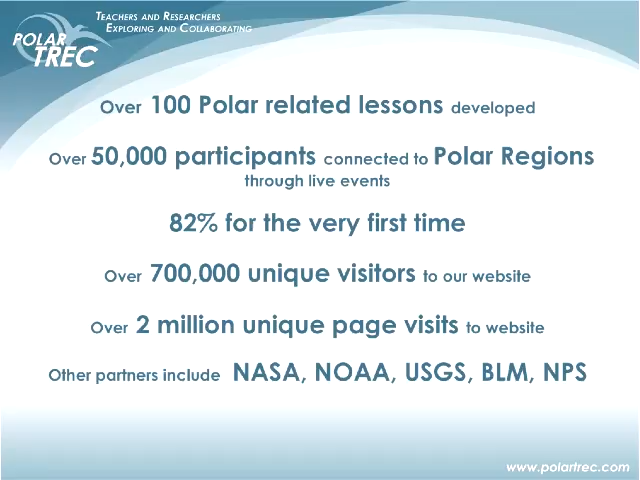 POLAR TREC
TEACHERS AND RESEARCHERS
EXPLORING AND COLLABORATING
Over 100 Polar related lessons developed
Over 50,000 participants connected to Polar Regions
through live events
82% for the very first time
Over 700,000 unique visitors to our website
Over 2 million unique page visits to website
Other partners include NASA, NOAA, USGS, BLM, NPS
www.polartrec.com